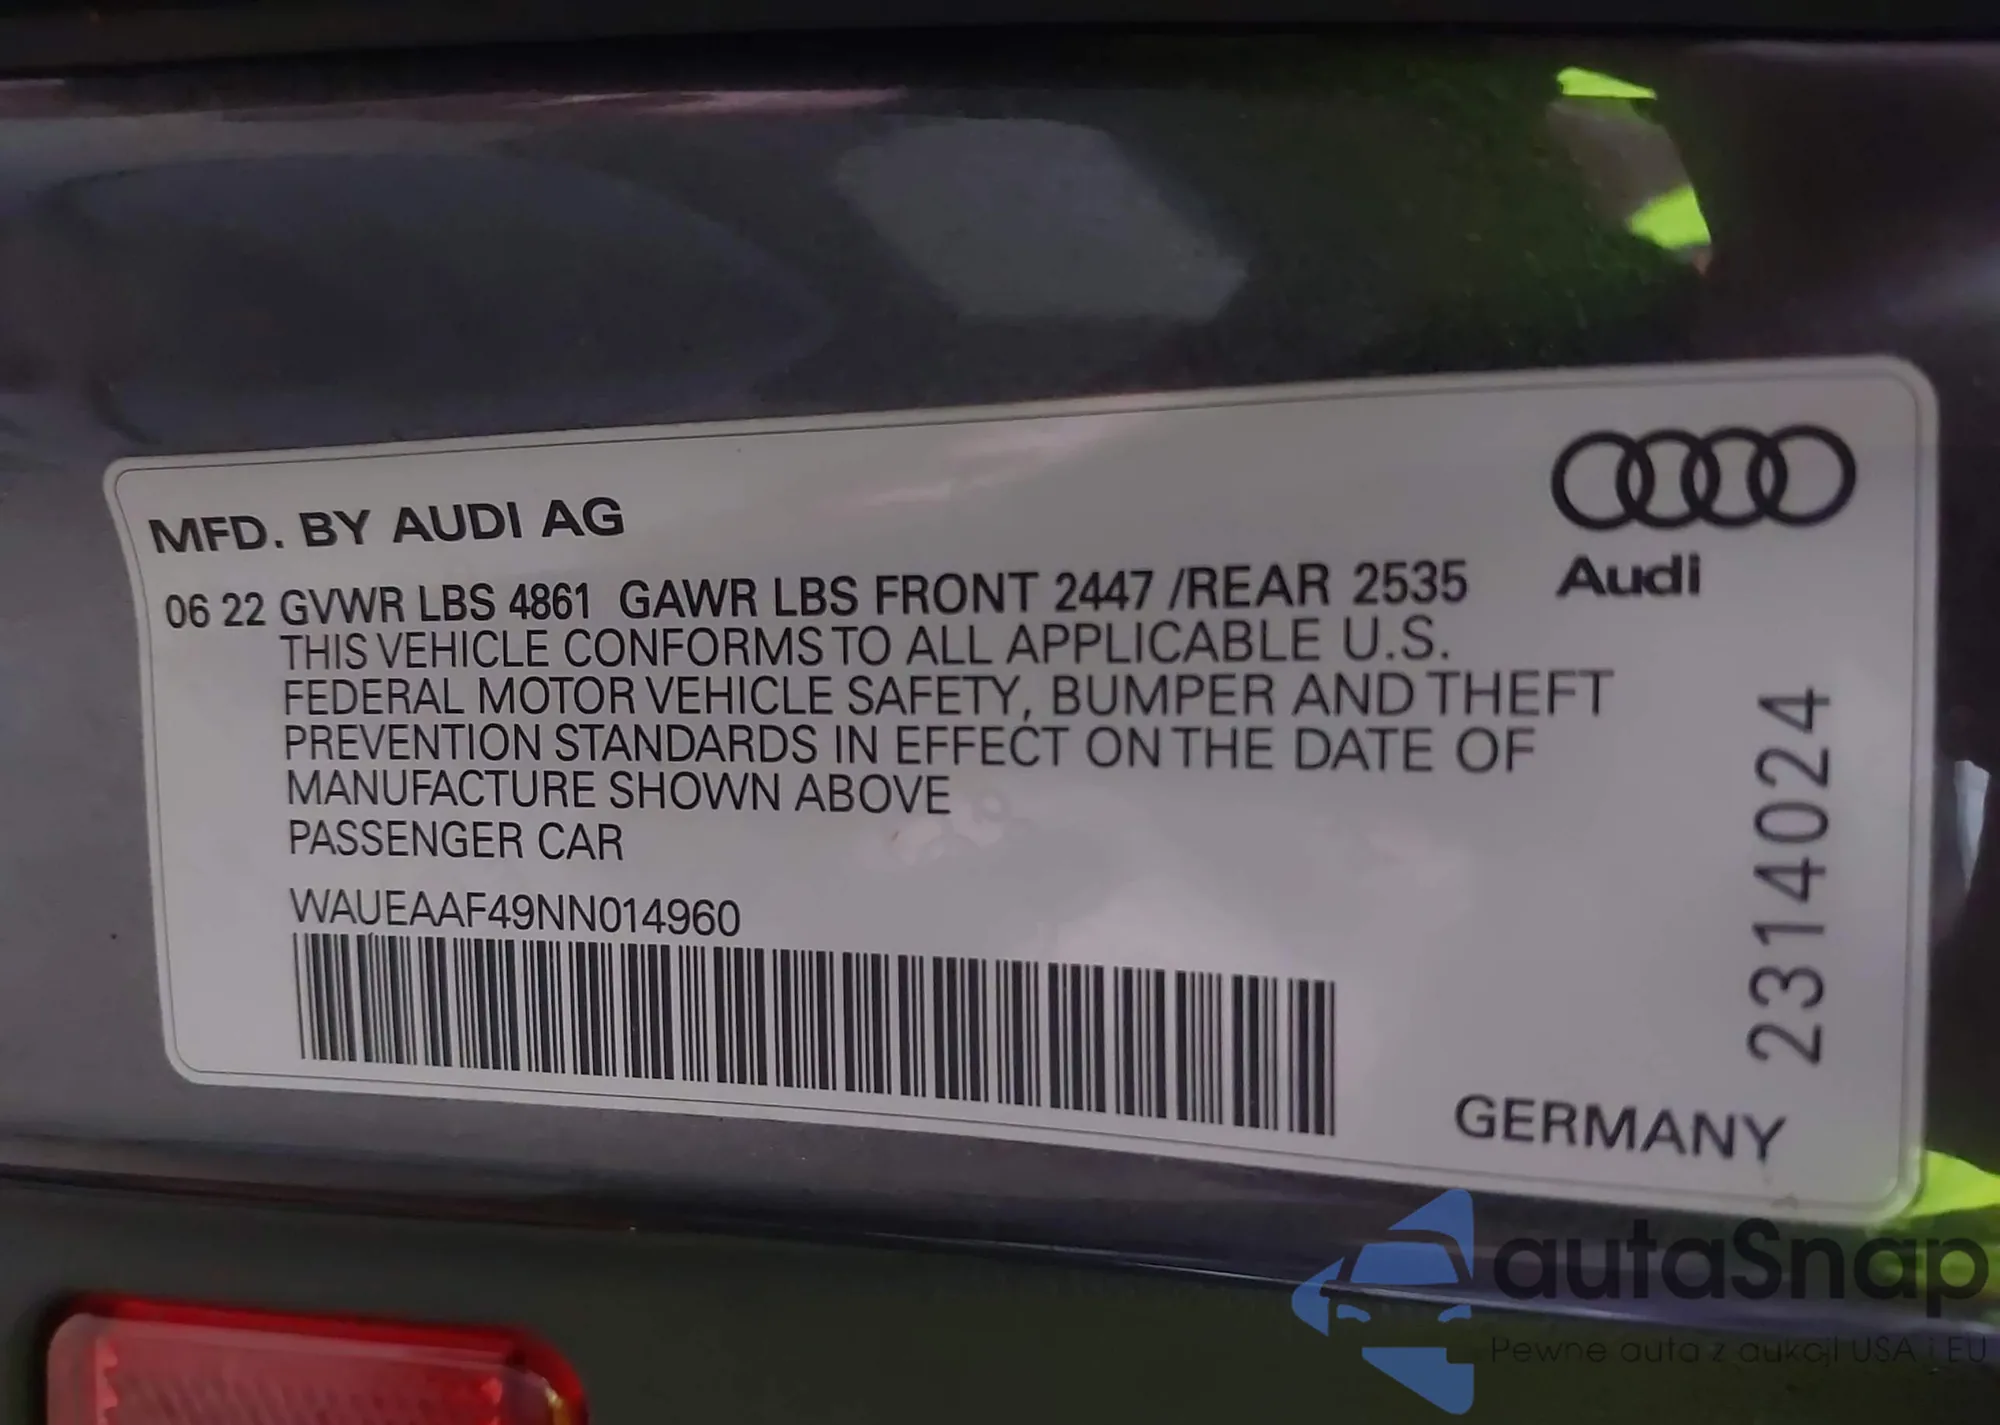 MFD. BY AUDI AG
Audi
06 22 GVWR LBS 4861 GAWR LBS FRONT 2447 /REAR 2535
THIS VEHICLE CONFORMS TO ALL APPLICABLE U.S.
FEDERAL MOTOR VEHICLE SAFETY, BUMPER AND THEFT
PREVENTION STANDARDS IN EFFECT ON THE DATE OF
MANUFACTURE SHOWN ABOVE
PASSENGER CAR
WAUEAAF49NN014960
2314024
GERMANY
autaSnap
Pewne auta z aukcji USA i EU